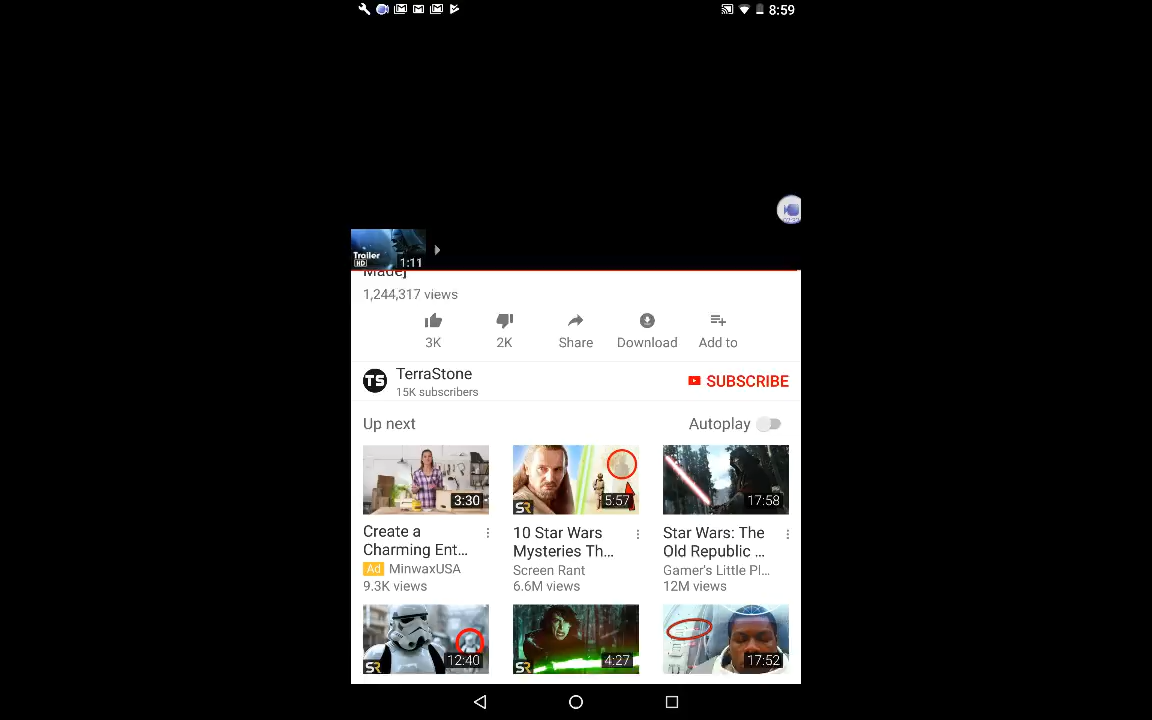 8:59
Trailer
HD
1:11
Madej
1,244,317 views
3K
2K
Share
Download
Add to
TS
TerraStone
15K subscribers
SUBSCRIBE
Up next
Autoplay
3:30
5:57
SR
17:58
Create a
Charming Ent...
Ad MinwaxUSA
9.3K views
10 Star Wars
Mysteries Th...
Screen Rant
6.6M views
Star Wars: The
Old Republic ...
Gamer's Little Pl...
12M views
SR
12:40
SR
4:27
17:52